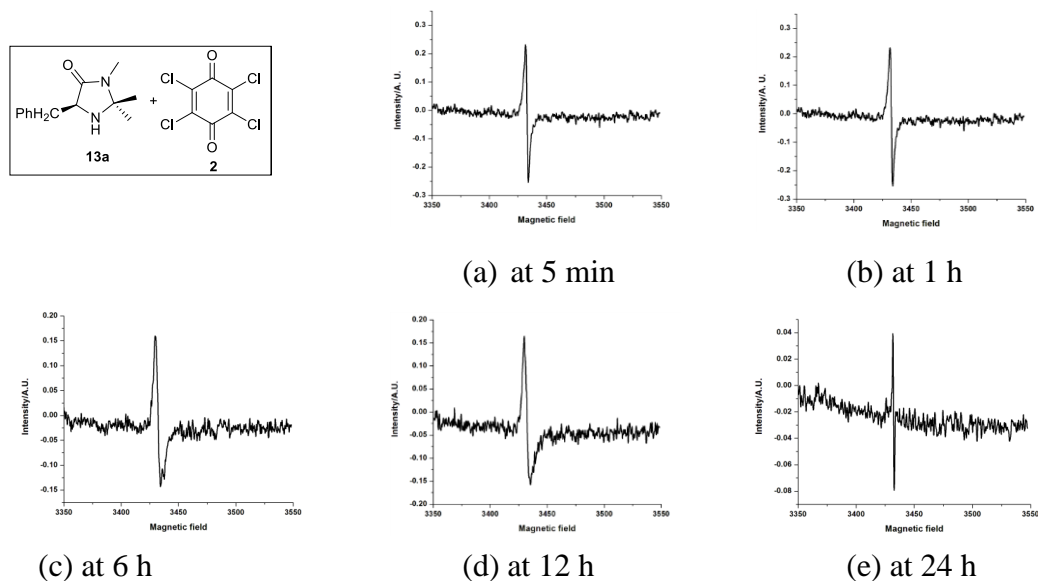 O
N
PhH₂C
N
H
13a
+
O
Cl
Cl
Cl
Cl
O
2
Intensity/A. U.
0.3
0.2
0.1
0.0
-0.1
-0.2
-0.3
3350
3400
3450
3500
3550
Magnetic field
(a) at 5 min
Intensity/A. U.
0.3
0.2
0.1
0.0
-0.1
-0.2
-0.3
3350
3400
3450
3500
3550
Magnetic field
(b) at 1 h
Intensity/A.U.
0.20
0.15
0.10
0.05
0.00
-0.05
-0.10
-0.15
3350
3400
3450
3500
3550
Magnetic field
(c) at 6 h
Intensity/A.U.
0.20
0.15
0.10
0.05
0.00
-0.05
-0.10
-0.15
-0.20
3350
3400
3450
3500
3550
Magnetic field
(d) at 12 h
Intensity/A.U.
0.04
0.02
0.00
-0.02
-0.04
-0.06
-0.08
3350
3400
3450
3500
3550
Magnetic field
(e) at 24 h